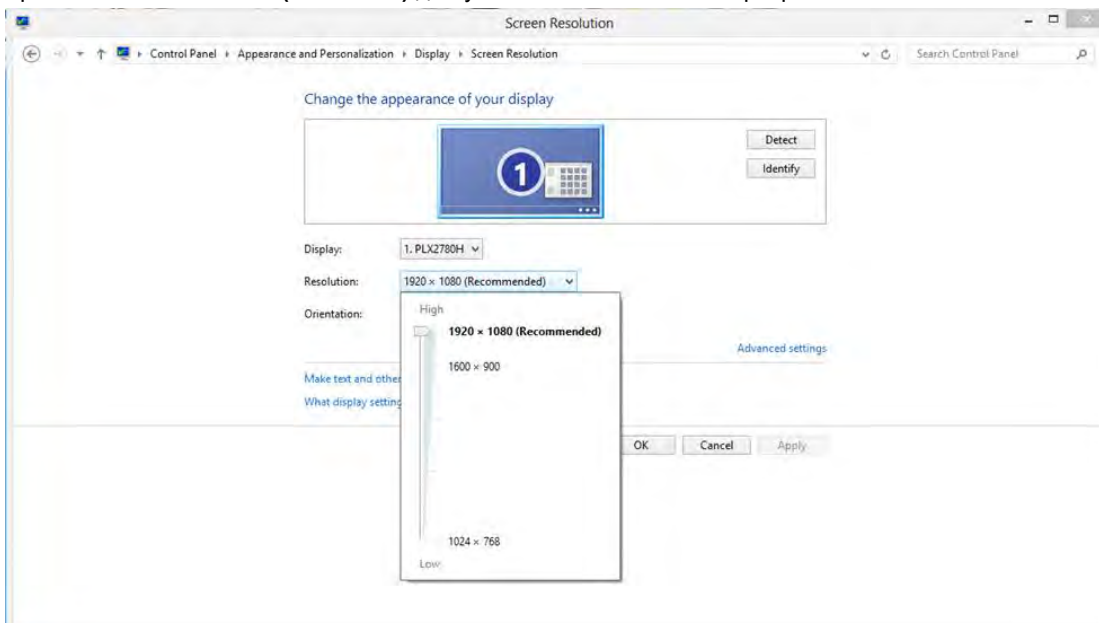 Screen Resolution
Control Panel Appearance and Personalization Display Screen Resolution
Search Control Panel
Change the appearance of your display
1
Detect
Identify
Display: 1. PLX2780H
Resolution: 1920 × 1080 (Recommended)
Orientation:
High
1920 × 1080 (Recommended)
1600 × 900
1024 × 768
Low
Advanced settings
Make text and other
What display setting
OK Cancel Apply